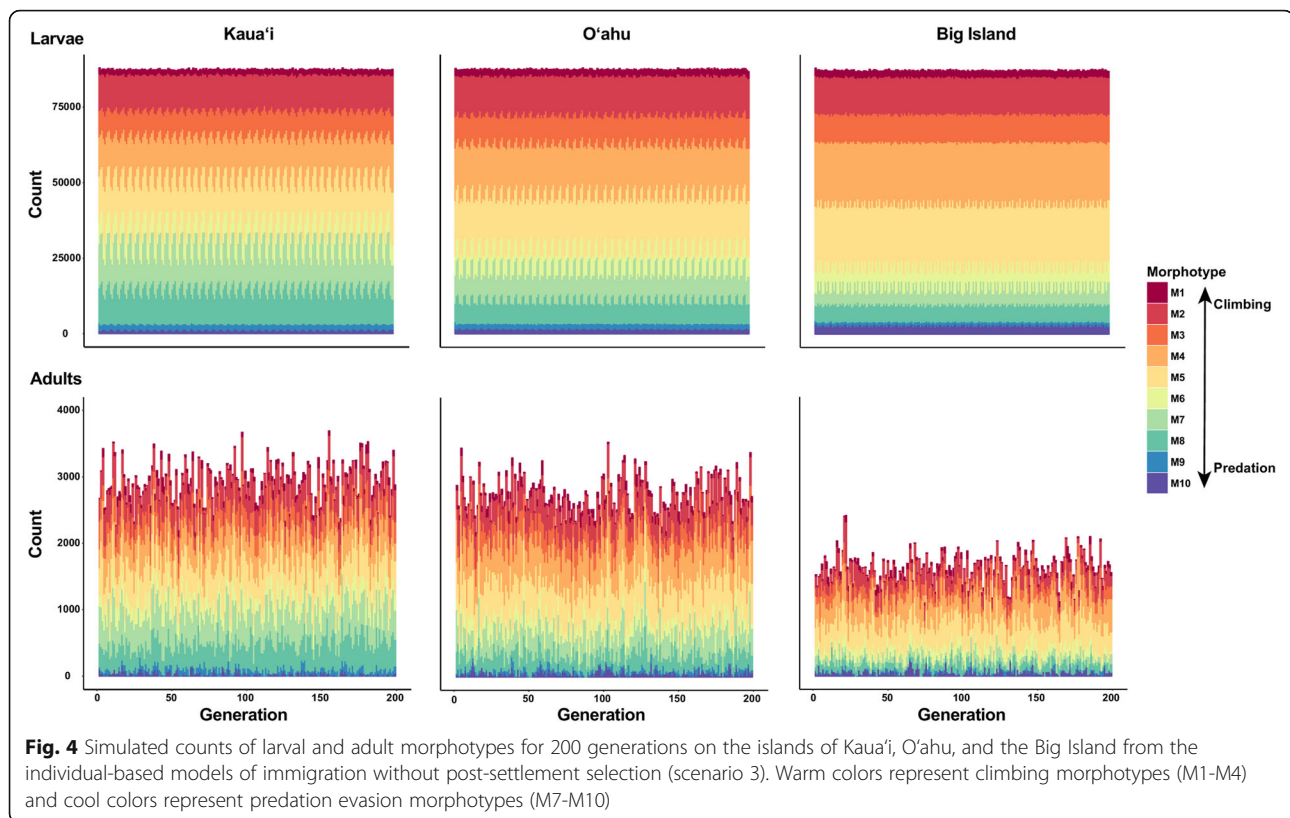 Larvae
Kauaʻi
Oʻahu
Big Island
Count
75000
50000
25000
0
Morphotype
M1
M2
M3
M4
M5
M6
M7
M8
M9
M10
Climbing
Predation
Adults
Count
4000
3000
2000
1000
0
0 50 100 150 200
0 50 100 150 200
0 50 100 150 200
Generation
Generation
Generation
Fig. 4 Simulated counts of larval and adult morphotypes for 200 generations on the islands of Kauaʻi, Oʻahu, and the Big Island from the
individual-based models of immigration without post-settlement selection (scenario 3). Warm colors represent climbing morphotypes (M1-M4)
and cool colors represent predation evasion morphotypes (M7-M10)